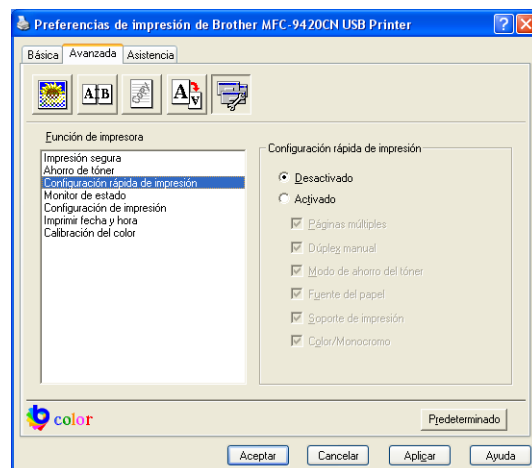 Preferencias de impresión de Brother MFC-9420CN USB Printer
Básica Avanzada Asistencia
A B
A
Función de impresora
Impresión segura
Ahorro de tóner
Configuración rápida de impresión
Monitor de estado
Configuración de impresión
Imprimir fecha y hora
Calibración del color
Configuración rápida de impresión
Desactivado
Activado
Páginas múltiples
Dúplex manual
Modo de ahorro del tóner
Fuente del papel
Soporte de impresión
Color/Monocromo
color
Predeterminado
Aceptar Cancelar Aplicar Ayuda